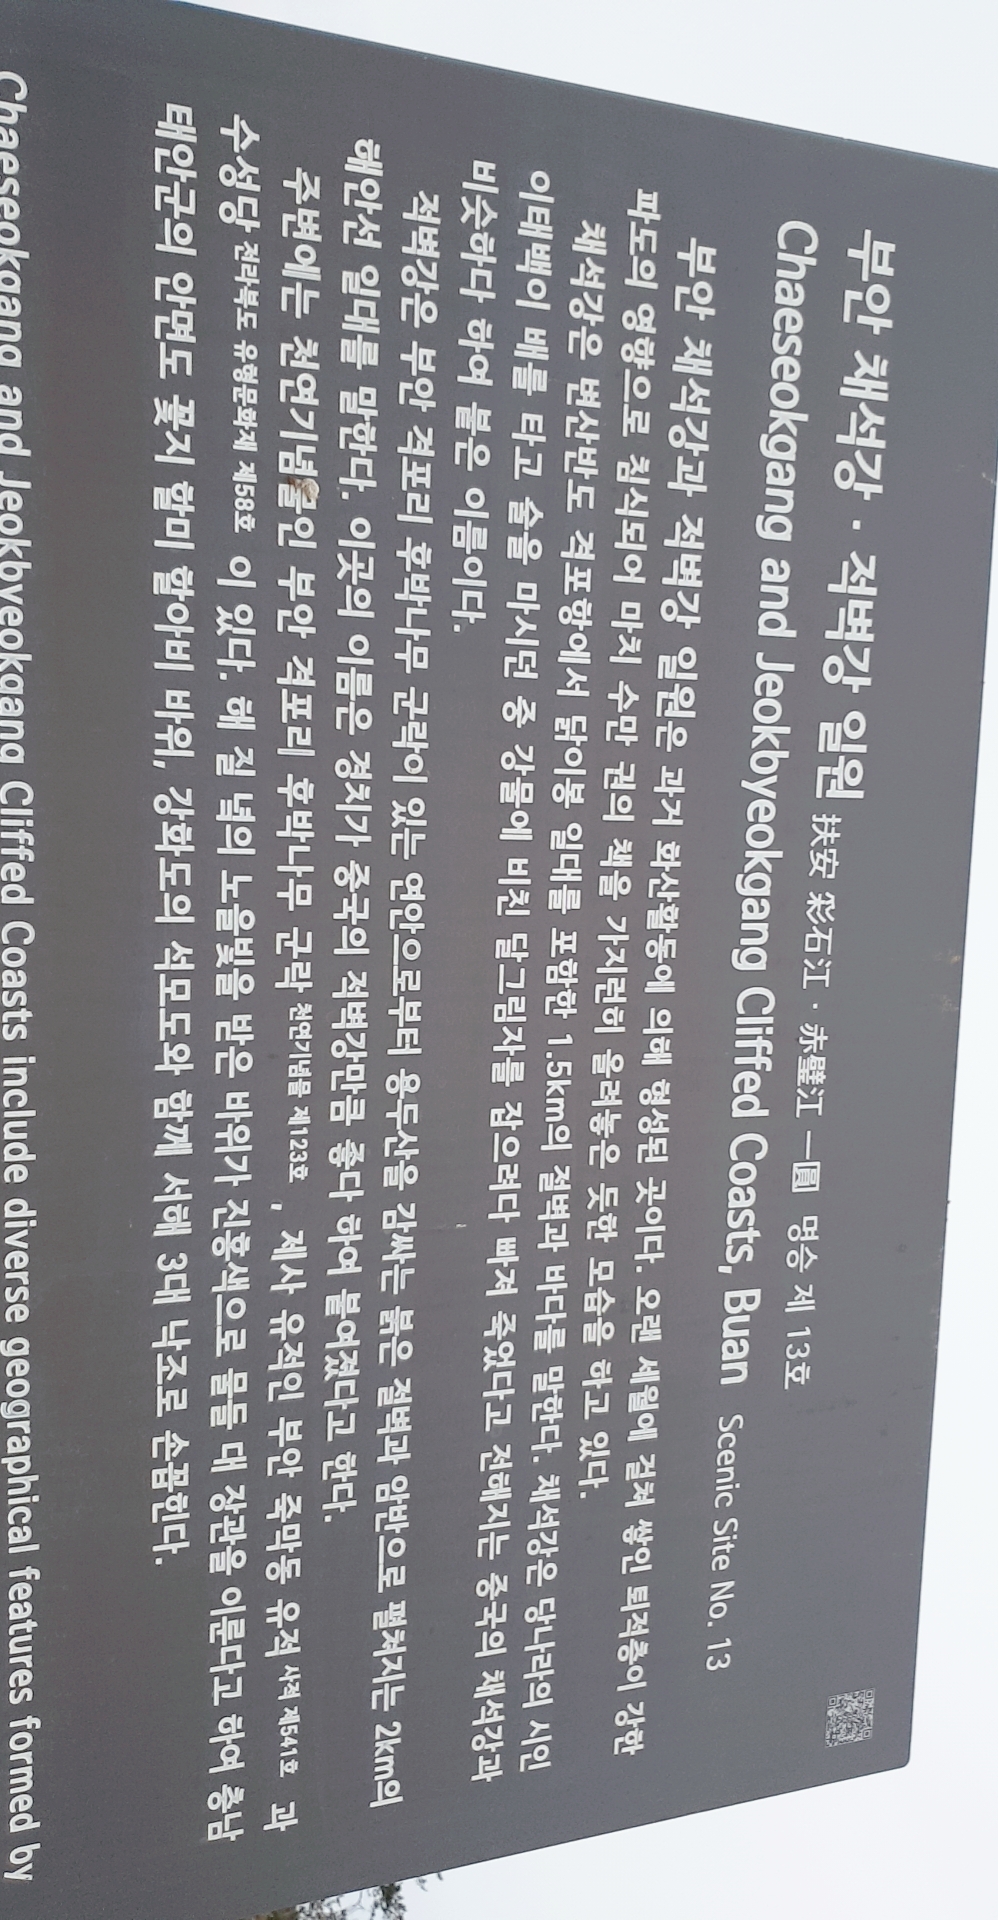 부안 채석강 · 적벽강 일원 扶安 彩石江 · 赤壁江 一圓 명승 제 13호
Chaeseokgang and Jeokbyeokgang Cliffed Coasts, Buan Scenic Site No. 13
부안 채석강과 적벽강 일원은 과거 화산활동에 의해 형성된 곳이다. 오랜 세월에 걸쳐 쌓인 퇴적층이 강한
파도의 영향으로 침식되어 마치 수만 권의 책을 가지런히 올려놓은 듯한 모습을 하고 있다.
채석강은 변산반도 격포항에서 닭이봉 일대를 포함한 1.5km의 절벽과 바다를 말한다. 채석강은 당나라의 시인
이태백이 배를 타고 술을 마시던 중 강물에 비친 달그림자를 잡으려다 빠져 죽었다고 전해지는 중국의 채석강과
비슷하다 하여 붙은 이름이다.
적벽강은 부안 격포리 후박나무 군락이 있는 연안으로부터 용두산을 감싸는 붉은 절벽과 암반으로 펼쳐지는 2km의
해안선 일대를 말한다. 이곳의 이름은 경치가 중국의 적벽강만큼 좋다 하여 붙여졌다고 한다.
주변에는 천연기념물인 부안 격포리 후박나무 군락 천연기념물 제123호 , 제사 유적인 부안 죽막동 유적 사적 제541호 과
수성당 전라북도 유형문화재 제58호 이 있다. 해 질 녘의 노을빛을 받은 바위가 진홍색으로 물들 대 장관을 이룬다고 하여 충남
태안군의 안면도 꽃지 할미 할아비 바위, 강화도의 석모도와 함께 서해 3대 낙조로 손꼽힌다.
Chaeseokgang and Jeokbyeokgang Cliffed Coasts include diverse geographical features formed by